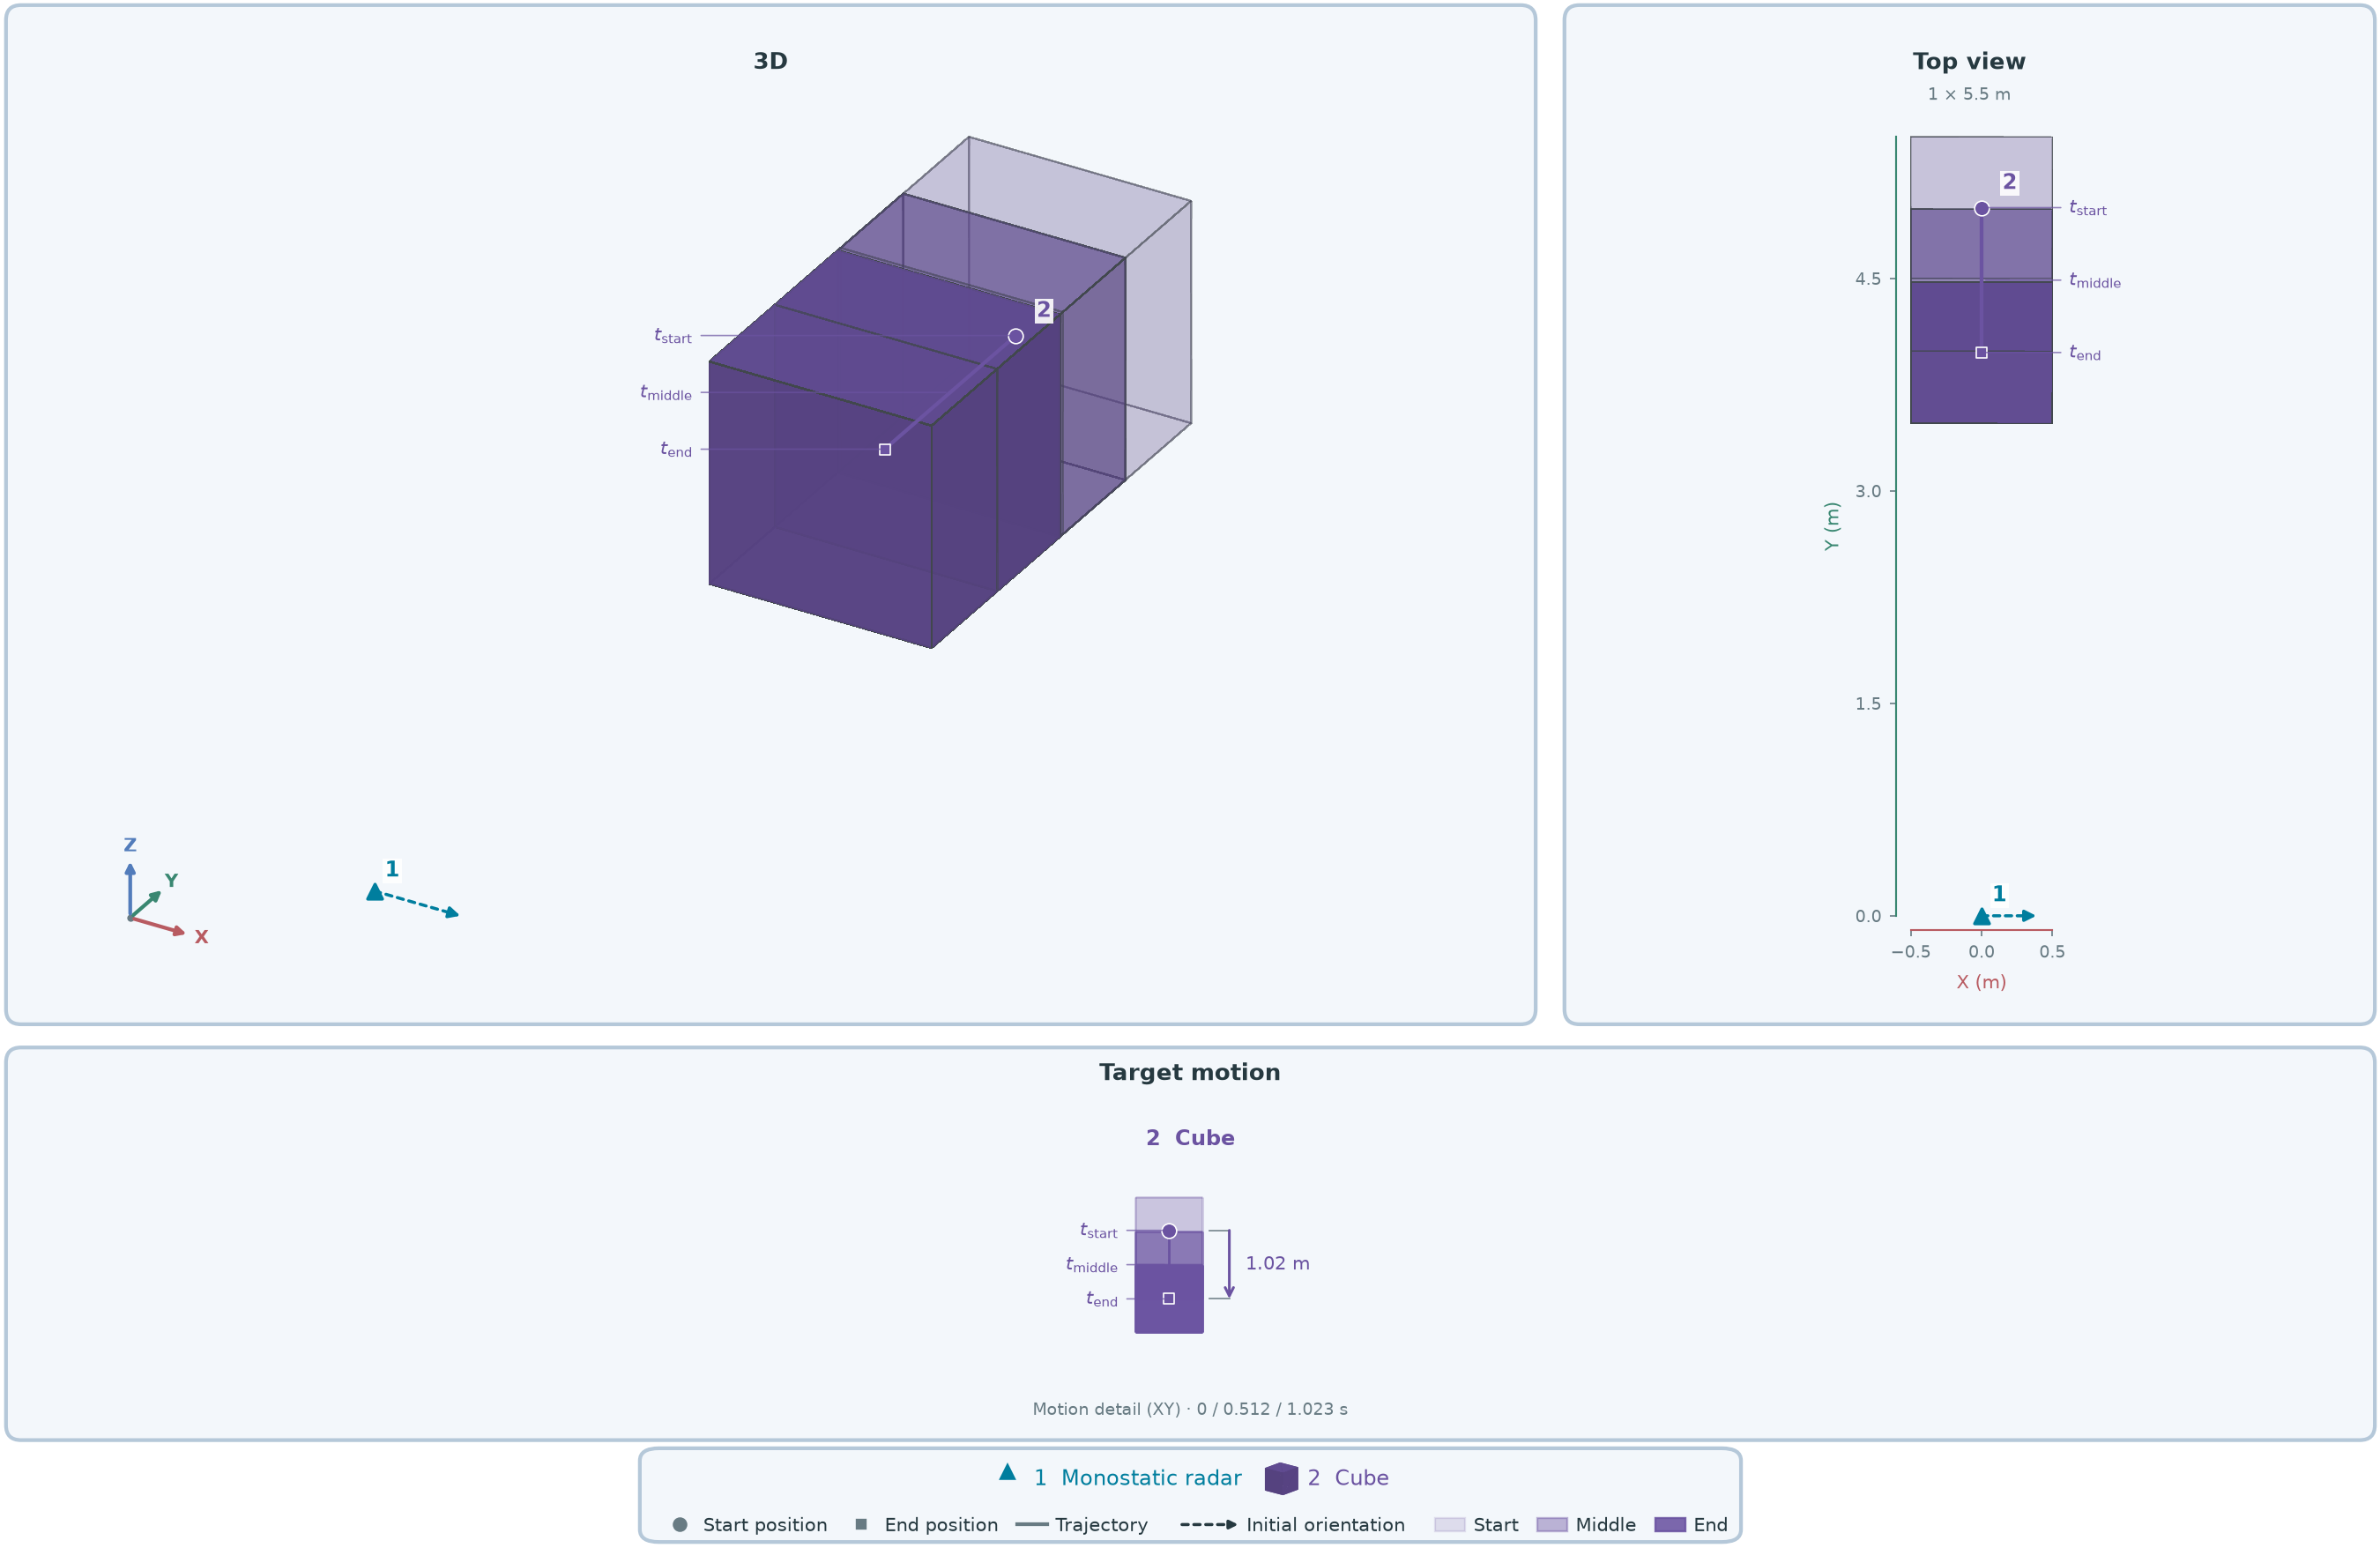 3D
2
t_start
t_middle
t_end
Z
Y
X
1
Top view
1 × 5.5 m
2
t_start
4.5
t_middle
t_end
3.0
Y (m)
1.5
1
0.0
−0.5 0.0 0.5
X (m)
Target motion
2 Cube
t_start
t_middle
t_end
1.02 m
Motion detail (XY) · 0 / 0.512 / 1.023 s
1 Monostatic radar 2 Cube
Start position End position Trajectory Initial orientation Start Middle End